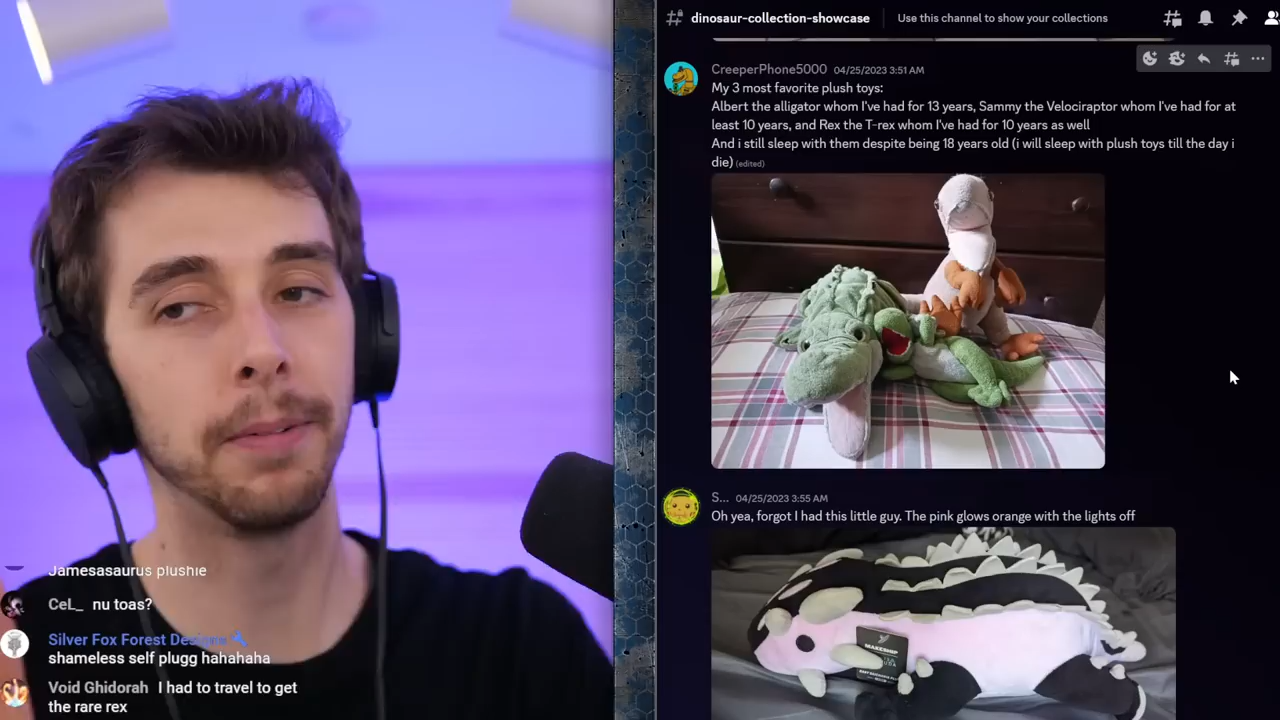 dinosaur-collection-showcase
Use this channel to show your collections
CreeperPhone5000 04/25/2023 3:51 AM
My 3 most favorite plush toys:
Albert the alligator whom I've had for 13 years, Sammy the Velociraptor whom I've had for at
least 10 years, and Rex the T-rex whom I've had for 10 years as well
And i still sleep with them despite being 18 years old (i will sleep with plush toys till the day i
die) (edited)
S... 04/25/2023 3:55 AM
Oh yea, forgot I had this little guy. The pink glows orange with the lights off
MAKESHIP
Jamesasaurus plushie
CeL_ nu toas?
Silver Fox Forest Designs
shameless self plugg hahahaha
Void Ghidorah I had to travel to get
the rare rex